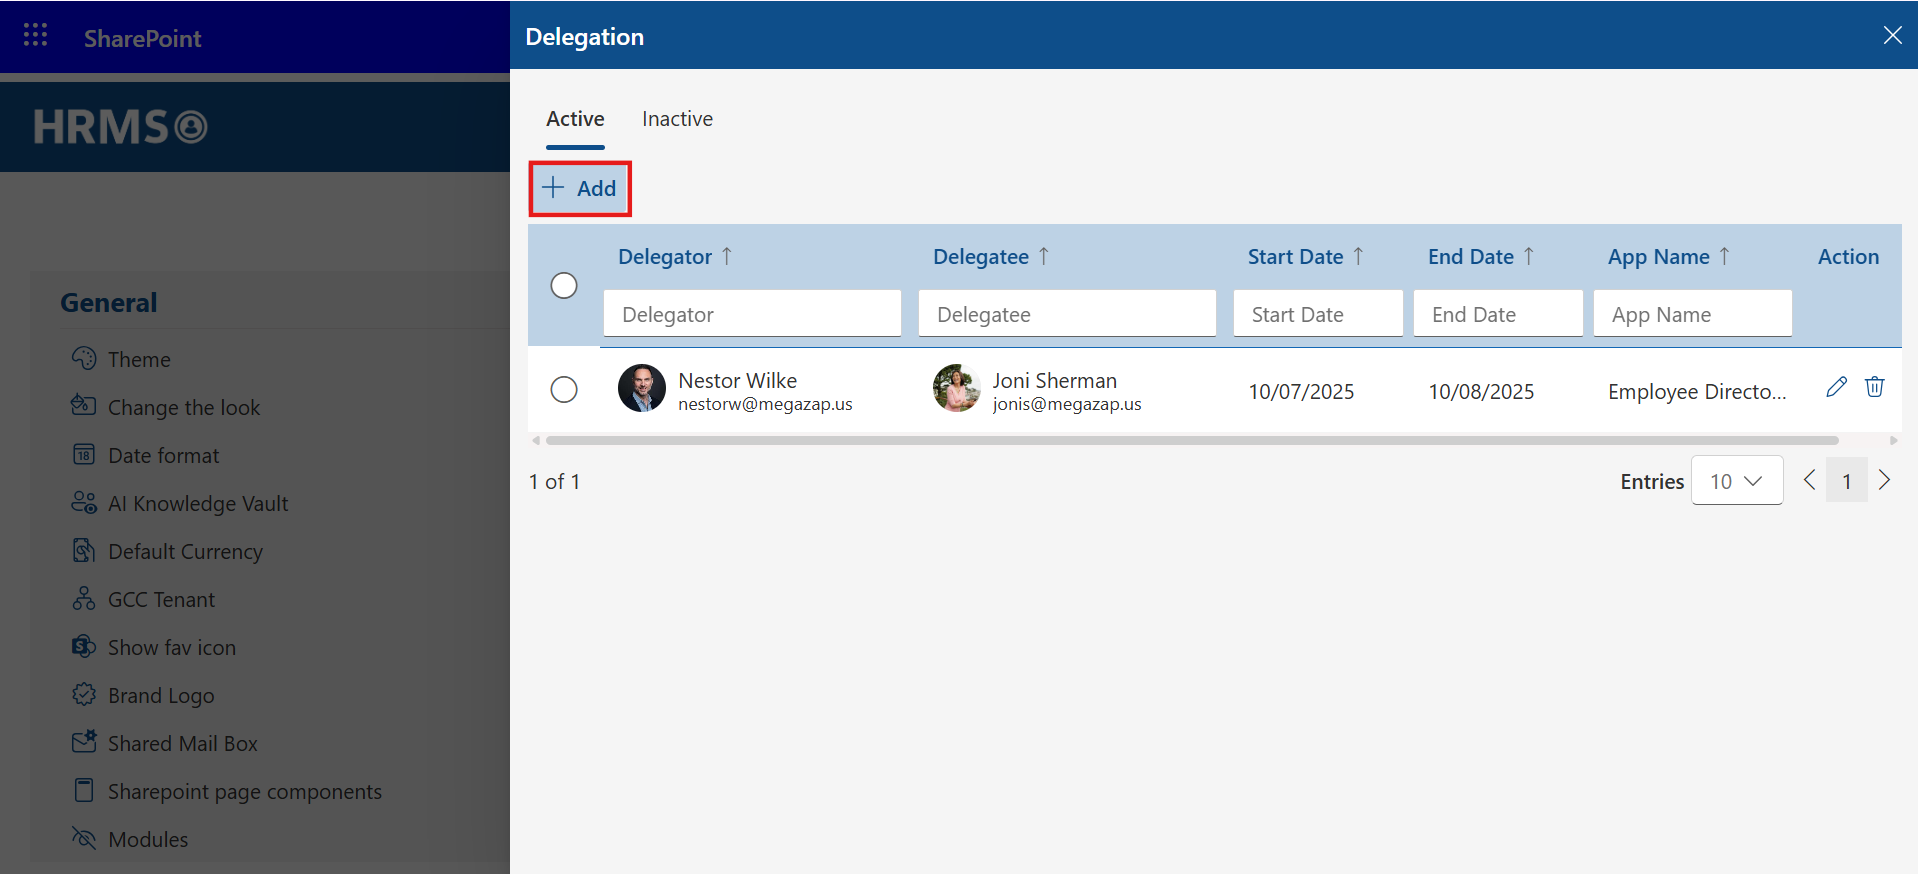 SharePoint
HRMS
General
Theme
Change the look
18 Date format
AI Knowledge Vault
Default Currency
GCC Tenant
S Show fav icon
Brand Logo
Shared Mail Box
Sharepoint page components
Modules
Delegation
Active Inactive
Add
Delegator ↑ Delegatee ↑ Start Date ↑ End Date ↑ App Name ↑ Action
Delegator Delegatee Start Date End Date App Name
Nestor Wilke Joni Sherman 10/07/2025 10/08/2025 Employee Directo...
nestorw@megazap.us jonis@megazap.us
1 of 1 Entries 10 1